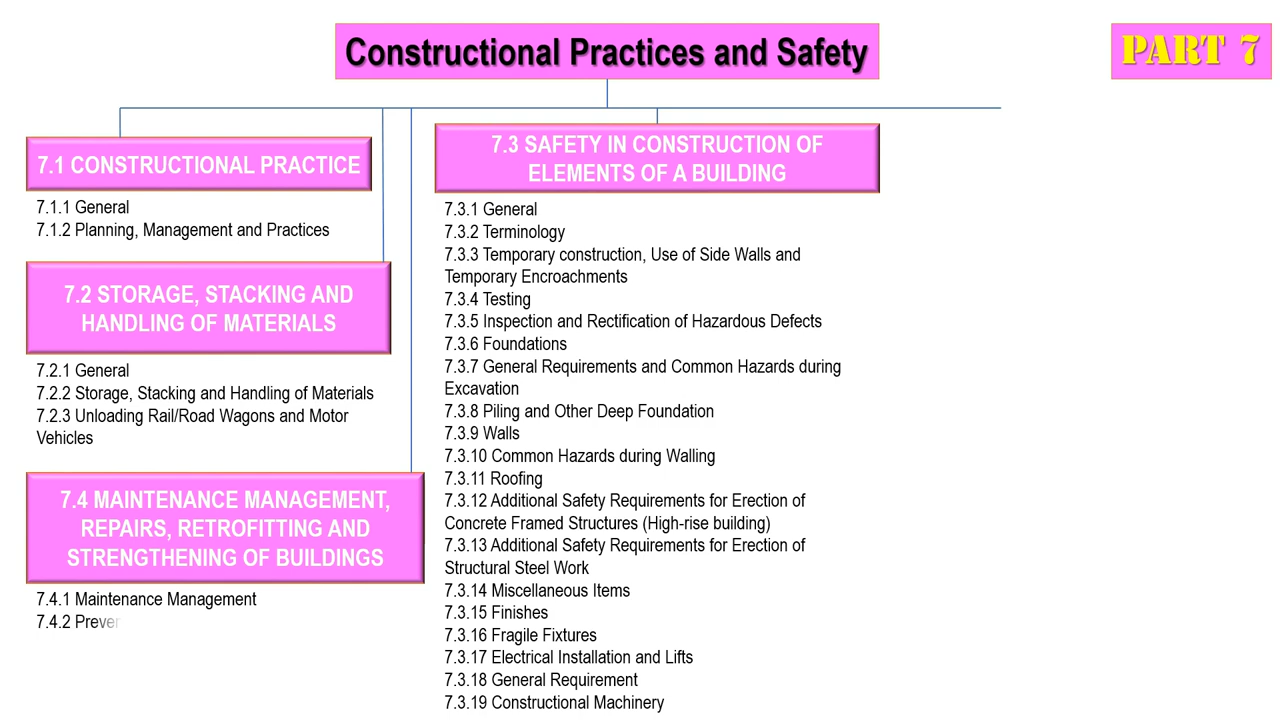 Constructional Practices and Safety
PART 7
7.1 CONSTRUCTIONAL PRACTICE
7.1.1 General
7.1.2 Planning, Management and Practices
7.2 STORAGE, STACKING AND
HANDLING OF MATERIALS
7.2.1 General
7.2.2 Storage, Stacking and Handling of Materials
7.2.3 Unloading Rail/Road Wagons and Motor
Vehicles
7.4 MAINTENANCE MANAGEMENT,
REPAIRS, RETROFITTING AND
STRENGTHENING OF BUILDINGS
7.4.1 Maintenance Management
7.4.2 Preven
7.3 SAFETY IN CONSTRUCTION OF
ELEMENTS OF A BUILDING
7.3.1 General
7.3.2 Terminology
7.3.3 Temporary construction, Use of Side Walls and
Temporary Encroachments
7.3.4 Testing
7.3.5 Inspection and Rectification of Hazardous Defects
7.3.6 Foundations
7.3.7 General Requirements and Common Hazards during
Excavation
7.3.8 Piling and Other Deep Foundation
7.3.9 Walls
7.3.10 Common Hazards during Walling
7.3.11 Roofing
7.3.12 Additional Safety Requirements for Erection of
Concrete Framed Structures (High-rise building)
7.3.13 Additional Safety Requirements for Erection of
Structural Steel Work
7.3.14 Miscellaneous Items
7.3.15 Finishes
7.3.16 Fragile Fixtures
7.3.17 Electrical Installation and Lifts
7.3.18 General Requirement
7.3.19 Constructional Machinery